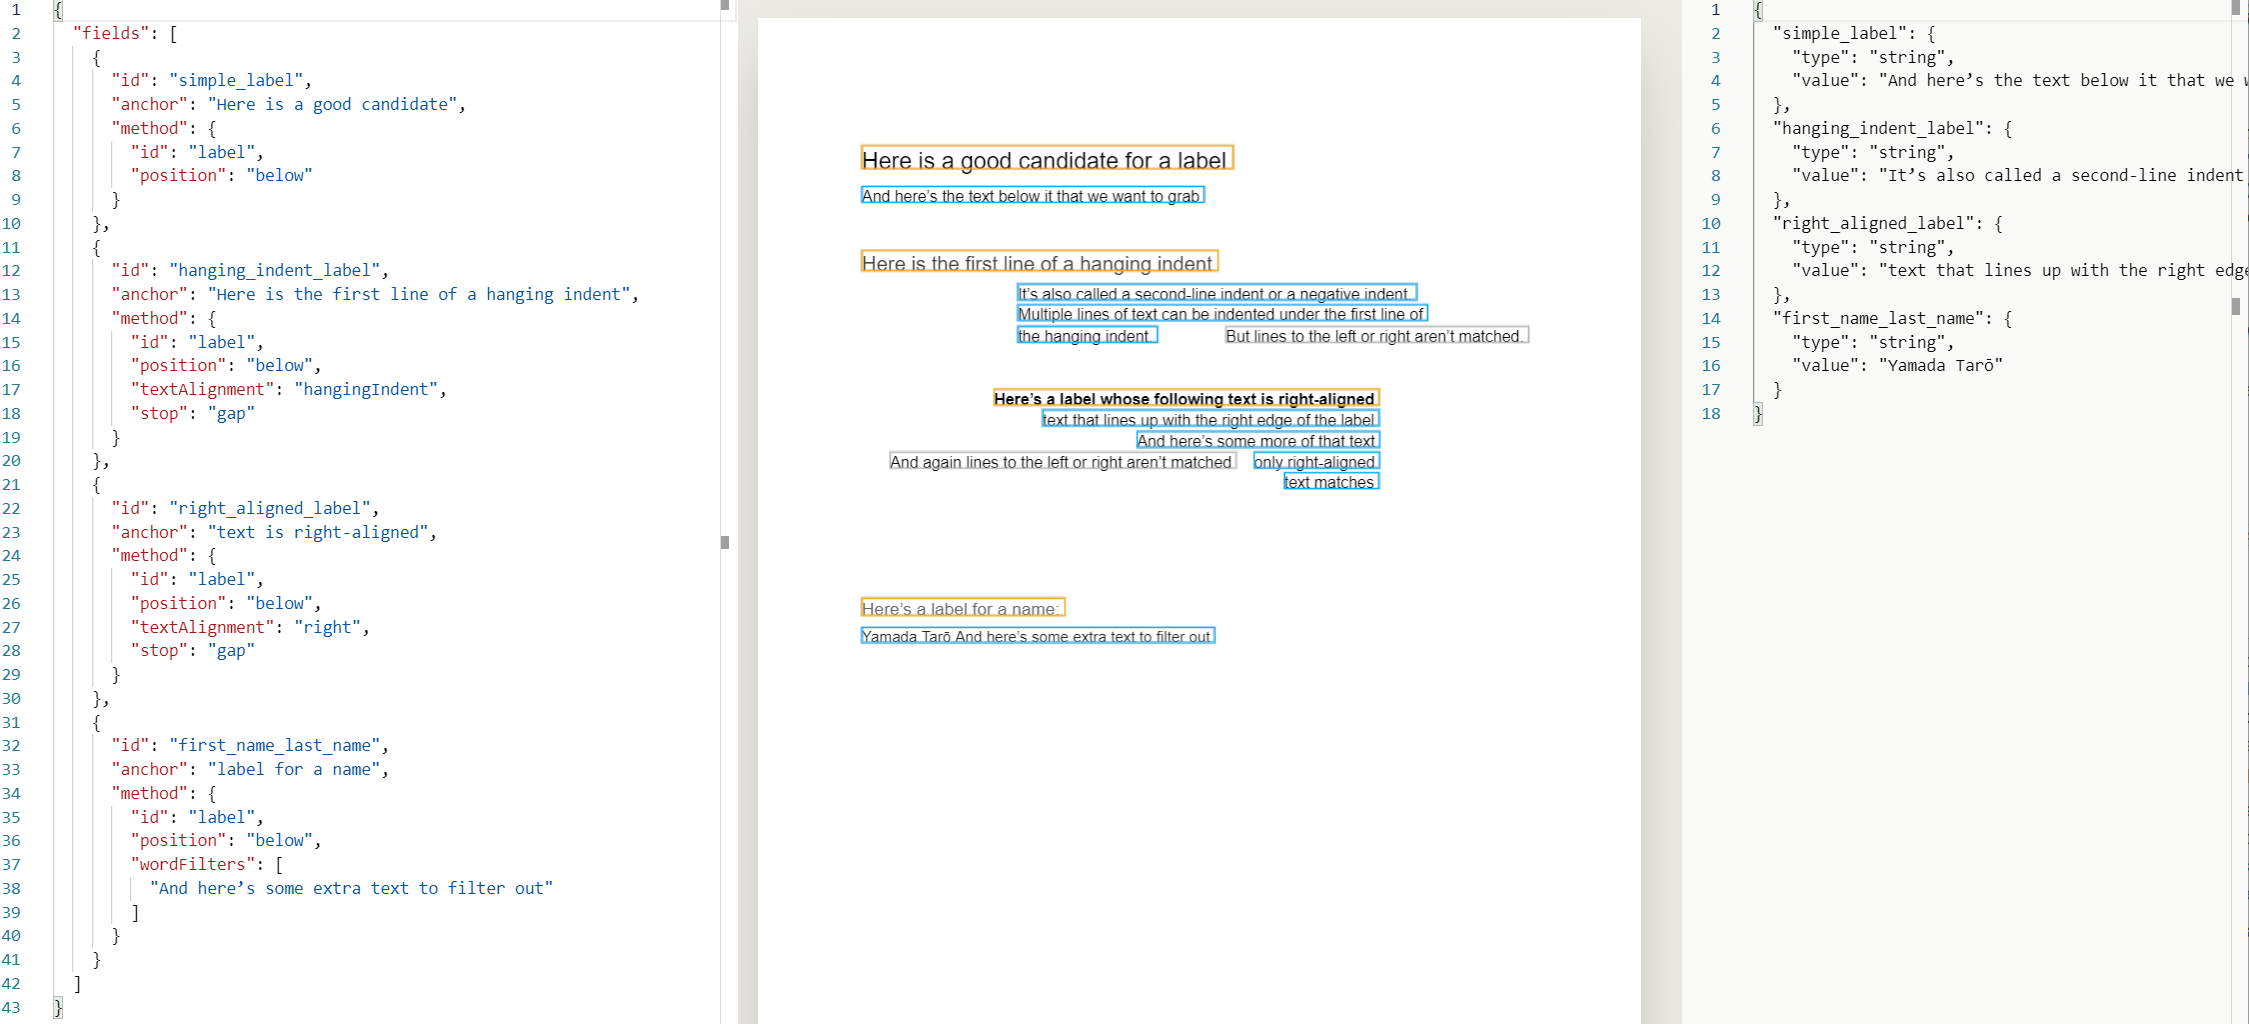 1 {
2 "fields": [
3 {
4 "id": "simple_label",
5 "anchor": "Here is a good candidate",
6 "method": {
7 "id": "label",
8 "position": "below"
9 }
10 },
11 {
12 "id": "hanging_indent_label",
13 "anchor": "Here is the first line of a hanging indent",
14 "method": {
15 "id": "label",
16 "position": "below",
17 "textAlignment": "hangingIndent",
18 "stop": "gap"
19 }
20 },
21 {
22 "id": "right_aligned_label",
23 "anchor": "text is right-aligned",
24 "method": {
25 "id": "label",
26 "position": "below",
27 "textAlignment": "right",
28 "stop": "gap"
29 }
30 },
31 {
32 "id": "first_name_last_name",
33 "anchor": "label for a name",
34 "method": {
35 "id": "label",
36 "position": "below",
37 "wordFilters": [
38 "And here’s some extra text to filter out"
39 ]
40 }
41 }
42 ]
43 }
Here is a good candidate for a label
And here’s the text below it that we want to grab
Here is the first line of a hanging indent
It’s also called a second-line indent or a negative indent.
Multiple lines of text can be indented under the first line of
the hanging indent. But lines to the left or right aren’t matched.
Here’s a label whose following text is right-aligned
text that lines up with the right edge of the label
And here’s some more of that text
And again lines to the left or right aren’t matched only right-aligned
text matches
Here’s a label for a name:
Yamada Tarō And here’s some extra text to filter out
1 {
2 "simple_label": {
3 "type": "string",
4 "value": "And here’s the text below it that we
5 },
6 "hanging_indent_label": {
7 "type": "string",
8 "value": "It’s also called a second-line indent
9 },
10 "right_aligned_label": {
11 "type": "string",
12 "value": "text that lines up with the right edge
13 },
14 "first_name_last_name": {
15 "type": "string",
16 "value": "Yamada Tarō"
17 }
18 }